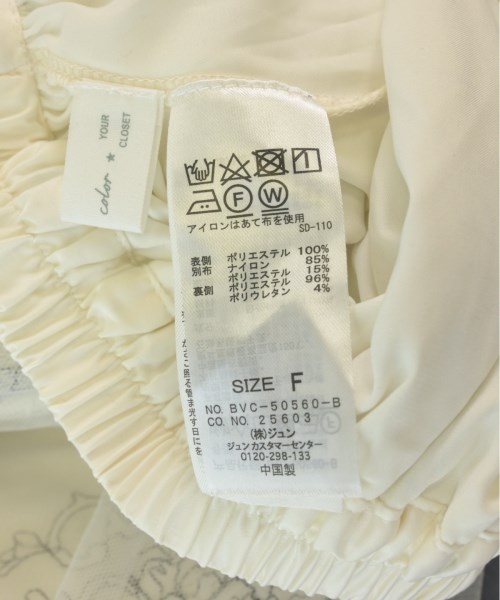 YOUR
color ★ CLOSET
アイロンはあて布を使用
SD-110
表側 ポリエステル 100%
別布 ナイロン 85%
ポリエステル 15%
裏側 ポリエステル 96%
ポリウレタン 4%
SIZE F
NO. BVC-50560-B
CO. NO. 25603
(株)ジュン
ジュンカスタマーセンター
0120-298-133
中国製